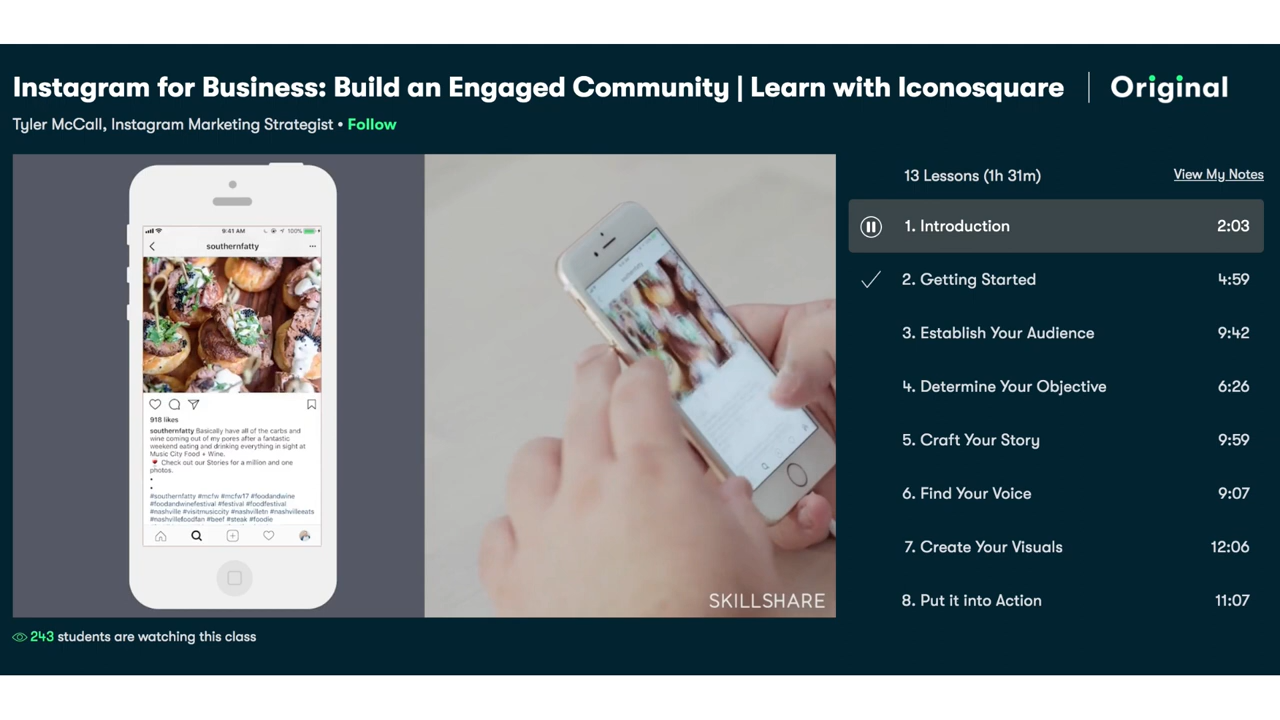 Instagram for Business: Build an Engaged Community | Learn with Iconosquare | Original
Tyler McCall, Instagram Marketing Strategist • Follow
9:41 AM
100%
southernfatty
918 likes
southernfatty Basically have all of the carbs and
wine coming out of my pores after a fantastic
weekend eating and drinking everything in sight at
Music City Food + Wine.
Check out our Stories for a million and one
photos.
•
•
#southernfatty #mcfw #mcfw17 #foodandwine
#foodandwinefestival #festival #foodfestival
#nashville #visitmusiccity #nashvilletn #nashvilleeats
#nashvillefoodfan #beef #steak #foodie
SKILLSHARE
243 students are watching this class
13 Lessons (1h 31m)
View My Notes
1. Introduction 2:03
2. Getting Started 4:59
3. Establish Your Audience 9:42
4. Determine Your Objective 6:26
5. Craft Your Story 9:59
6. Find Your Voice 9:07
7. Create Your Visuals 12:06
8. Put it into Action 11:07